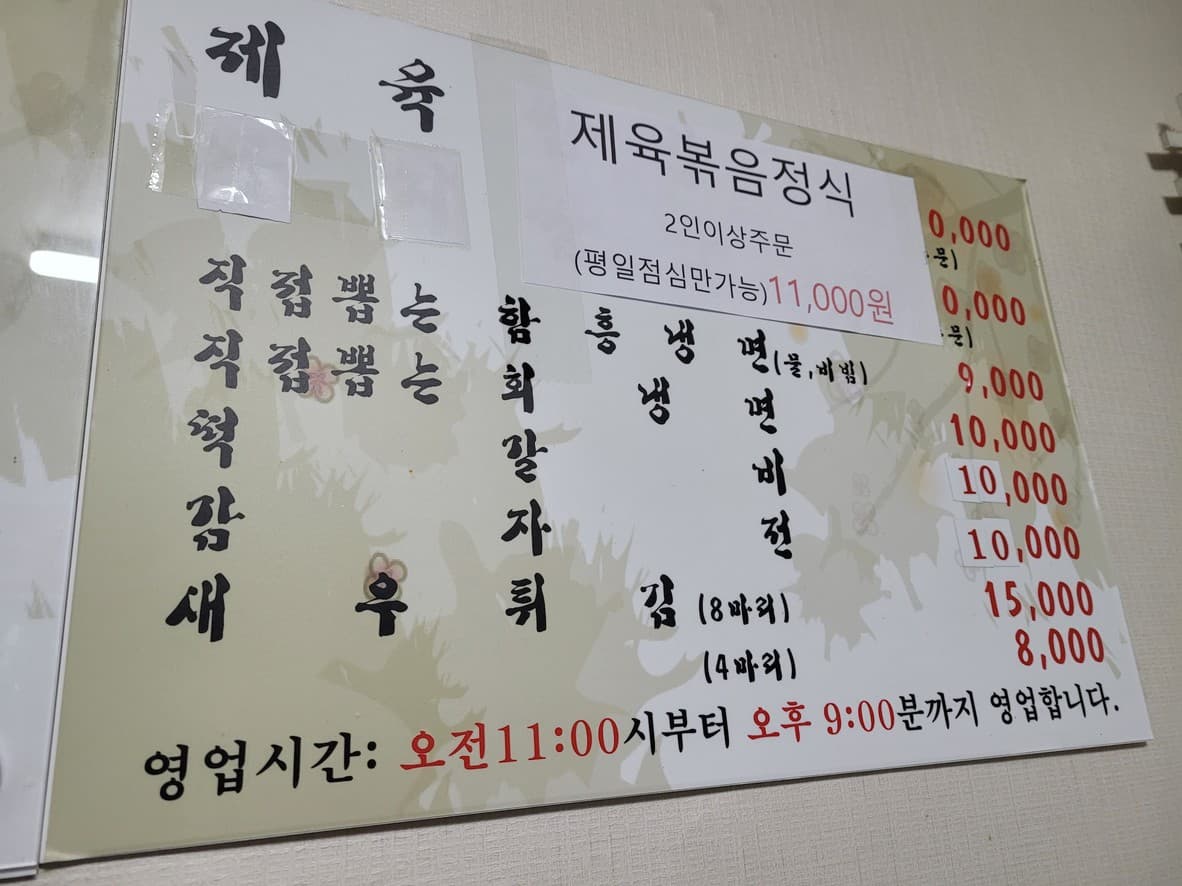 제육
제육볶음정식
2인이상주문
(평일점심만가능)11,000원
0,000
문)
0,000
문)
직접뽑는 함흥냉면(물,비빔) 9,000
직접뽑는 회냉면 10,000
떡갈비 10,000
감자전 10,000
새우튀김 (8마리) 15,000
(4마리) 8,000
영업시간: 오전11:00시부터 오후 9:00분까지 영업합니다.